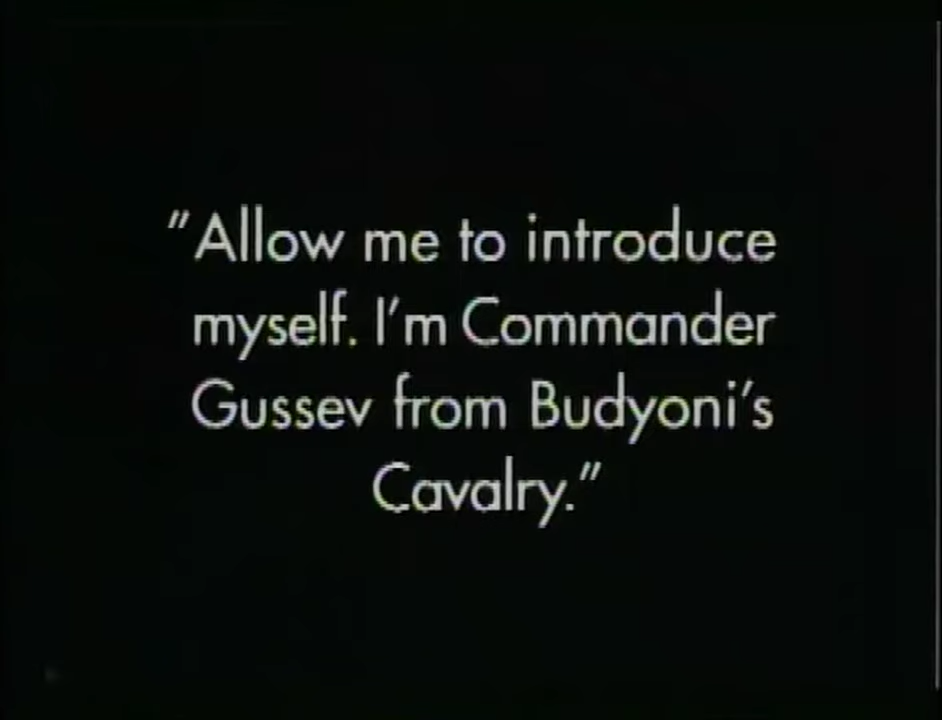 "Allow me to introduce
myself. I'm Commander
Gussev from Budyoni's
Cavalry."